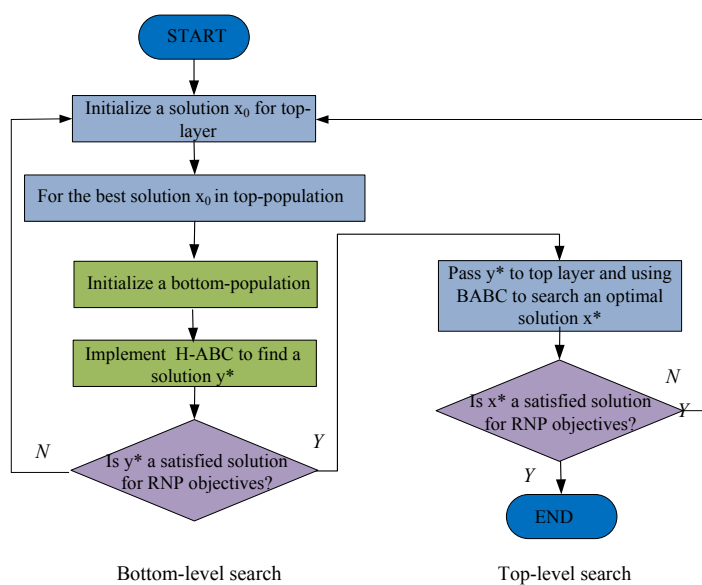 START
Initialize a solution x₀ for top-
layer
For the best solution x₀ in top-population
Initialize a bottom-population
Implement H-ABC to find a
solution y*
Is y* a satisfied solution
for RNP objectives?
N
Y
Pass y* to top layer and using
BABC to search an optimal
solution x*
Is x* a satisfied solution
for RNP objectives?
N
Y
Y
END
Bottom-level search
Top-level search